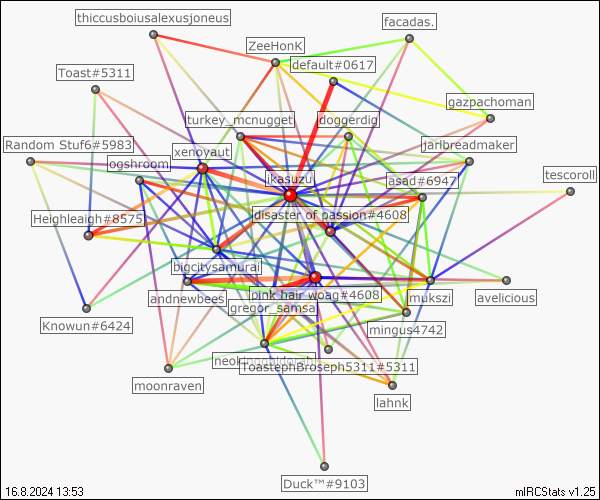 thiccusboiusalexusjoneus
facadas.
ZeeHonK
default#0617
Toast#5311
gazpachoman
turkey_mcnugget
doggerdig
Random Stuf6#5983
xenoyaut
jarlbreadmaker
ogshroom
ikasuzu
asad#6947
tescoroll
Heighleaigh#8575
disaster of passion#4608
bigcitysamurai
andnewbees
pink hair woag#4608
mukszi
avelicious
gregor_samsa
Knowun#6424
mingus4742
ToastephBroseph5311#5311
moonraven
lahnk
Duck™#9103
16.8.2024 13:53
mIRCStats v1.25